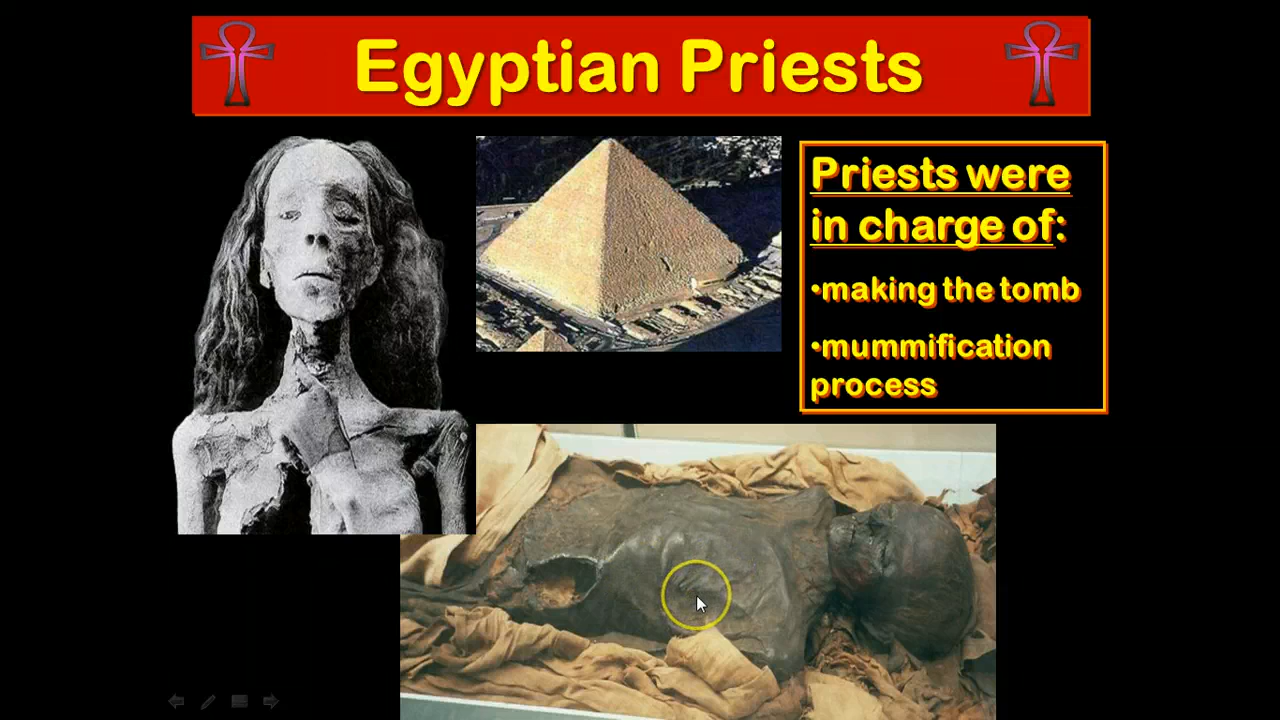 Egyptian Priests
Priests were
in charge of:
•making the tomb
•mummification
process